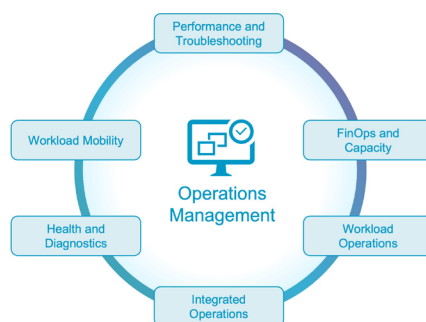 Performance and
Troubleshooting
Workload Mobility
FinOps and
Capacity
Operations
Management
Health and
Diagnostics
Workload
Operations
Integrated
Operations